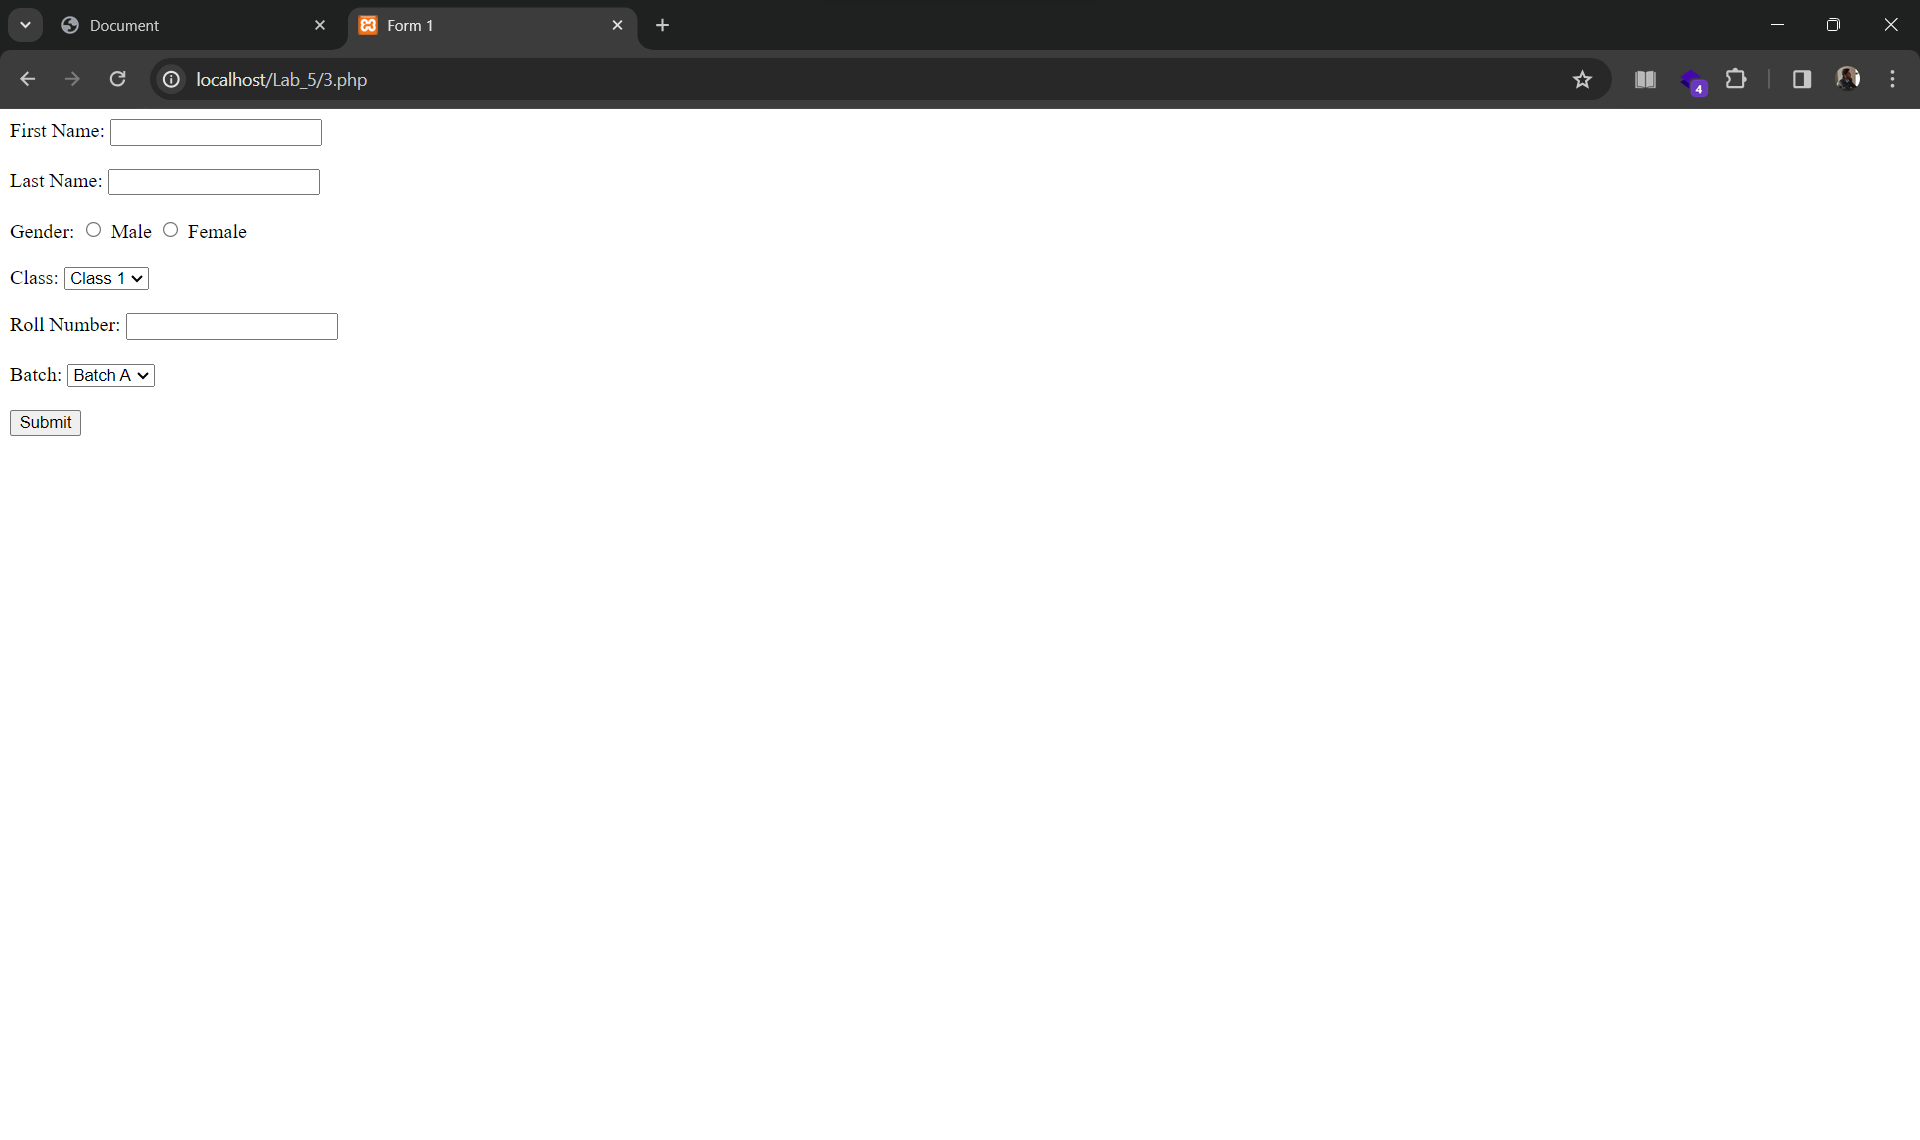 Document
Form 1
localhost/Lab_5/3.php
4
First Name:
Last Name:
Gender: Male Female
Class: Class 1
Roll Number:
Batch: Batch A
Submit